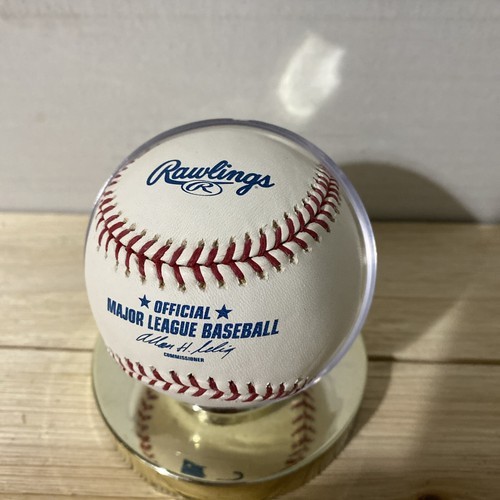 Rawlings
R
OFFICIAL
MAJOR LEAGUE BASEBALL
Allan H. Selig
COMMISSIONER